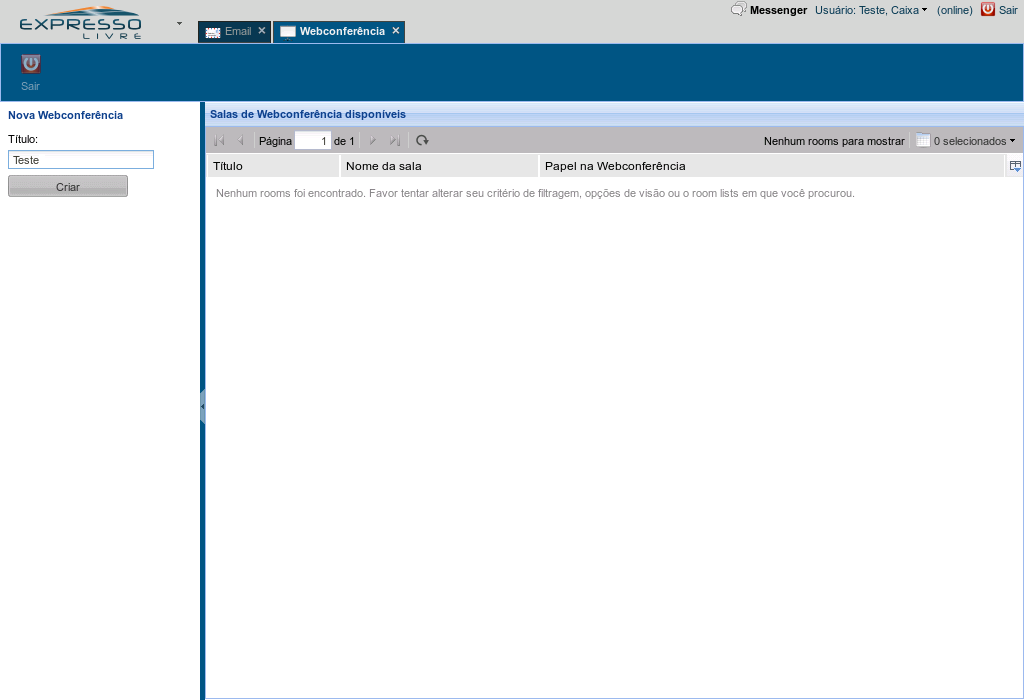 EXPRESSO
LIVRE
Email
Webconferência
Messenger
Usuário: Teste, Caixa
(online)
Sair
Sair
Nova Webconferência
Título:
Teste
Criar
Salas de Webconferência disponíveis
Página 1 de 1
Nenhum rooms para mostrar
0 selecionados
Título
Nome da sala
Papel na Webconferência
Nenhum rooms foi encontrado. Favor tentar alterar seu critério de filtragem, opções de visão ou o room lists em que você procurou.